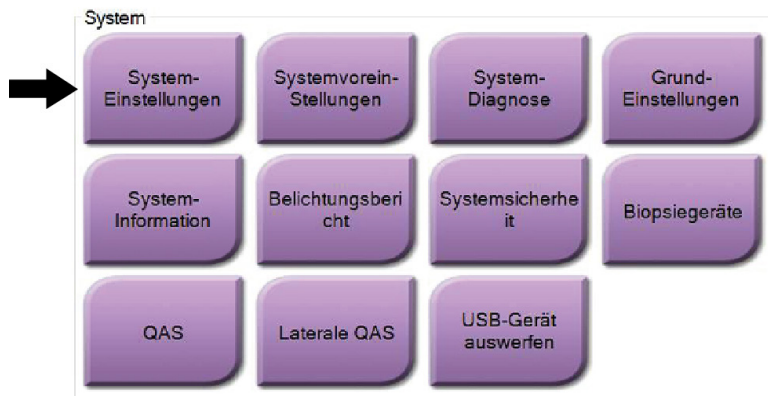 System
System-
Einstellungen
Systemvorein-
Stellungen
System-
Diagnose
Grund-
Einstellungen
System-
Information
Belichtungsberi
cht
Systemsicherhe
it
Biopsiegeräte
QAS
Laterale QAS
USB-Gerät
auswerfen